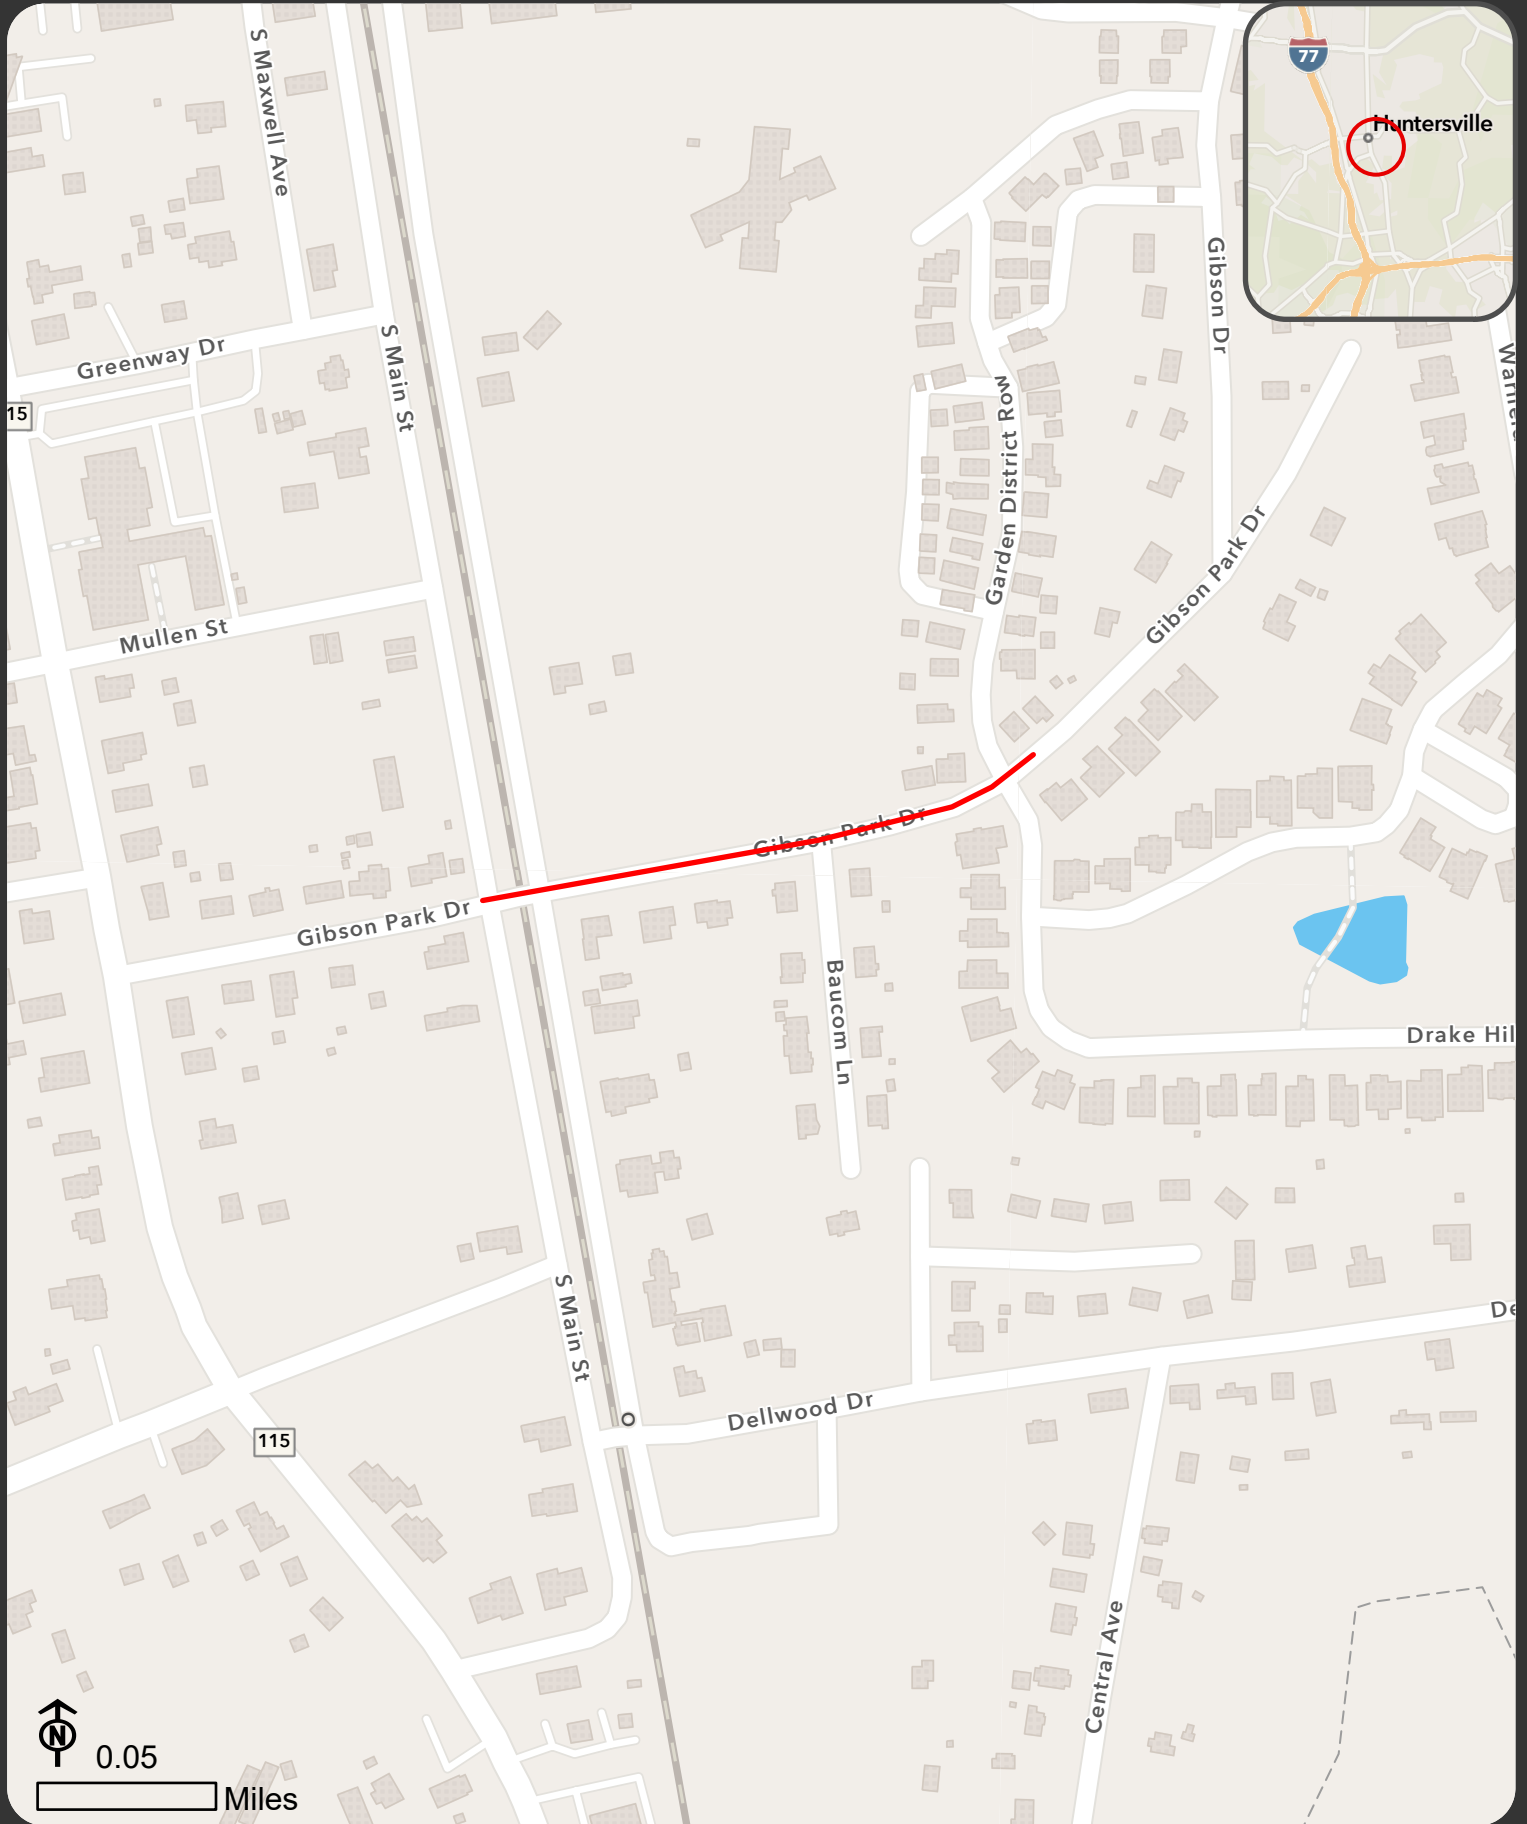 S Maxwell Ave
77
Huntersville
Gibson Dr
Greenway Dr
S Main St
15
Garden District Row
Gibson Park Dr
Mullen St
Gibson Park Dr
Gibson Park Dr
Baucom Ln
Drake Hil
S Main St
De
Dellwood Dr
115
Central Ave
N
0.05
Miles